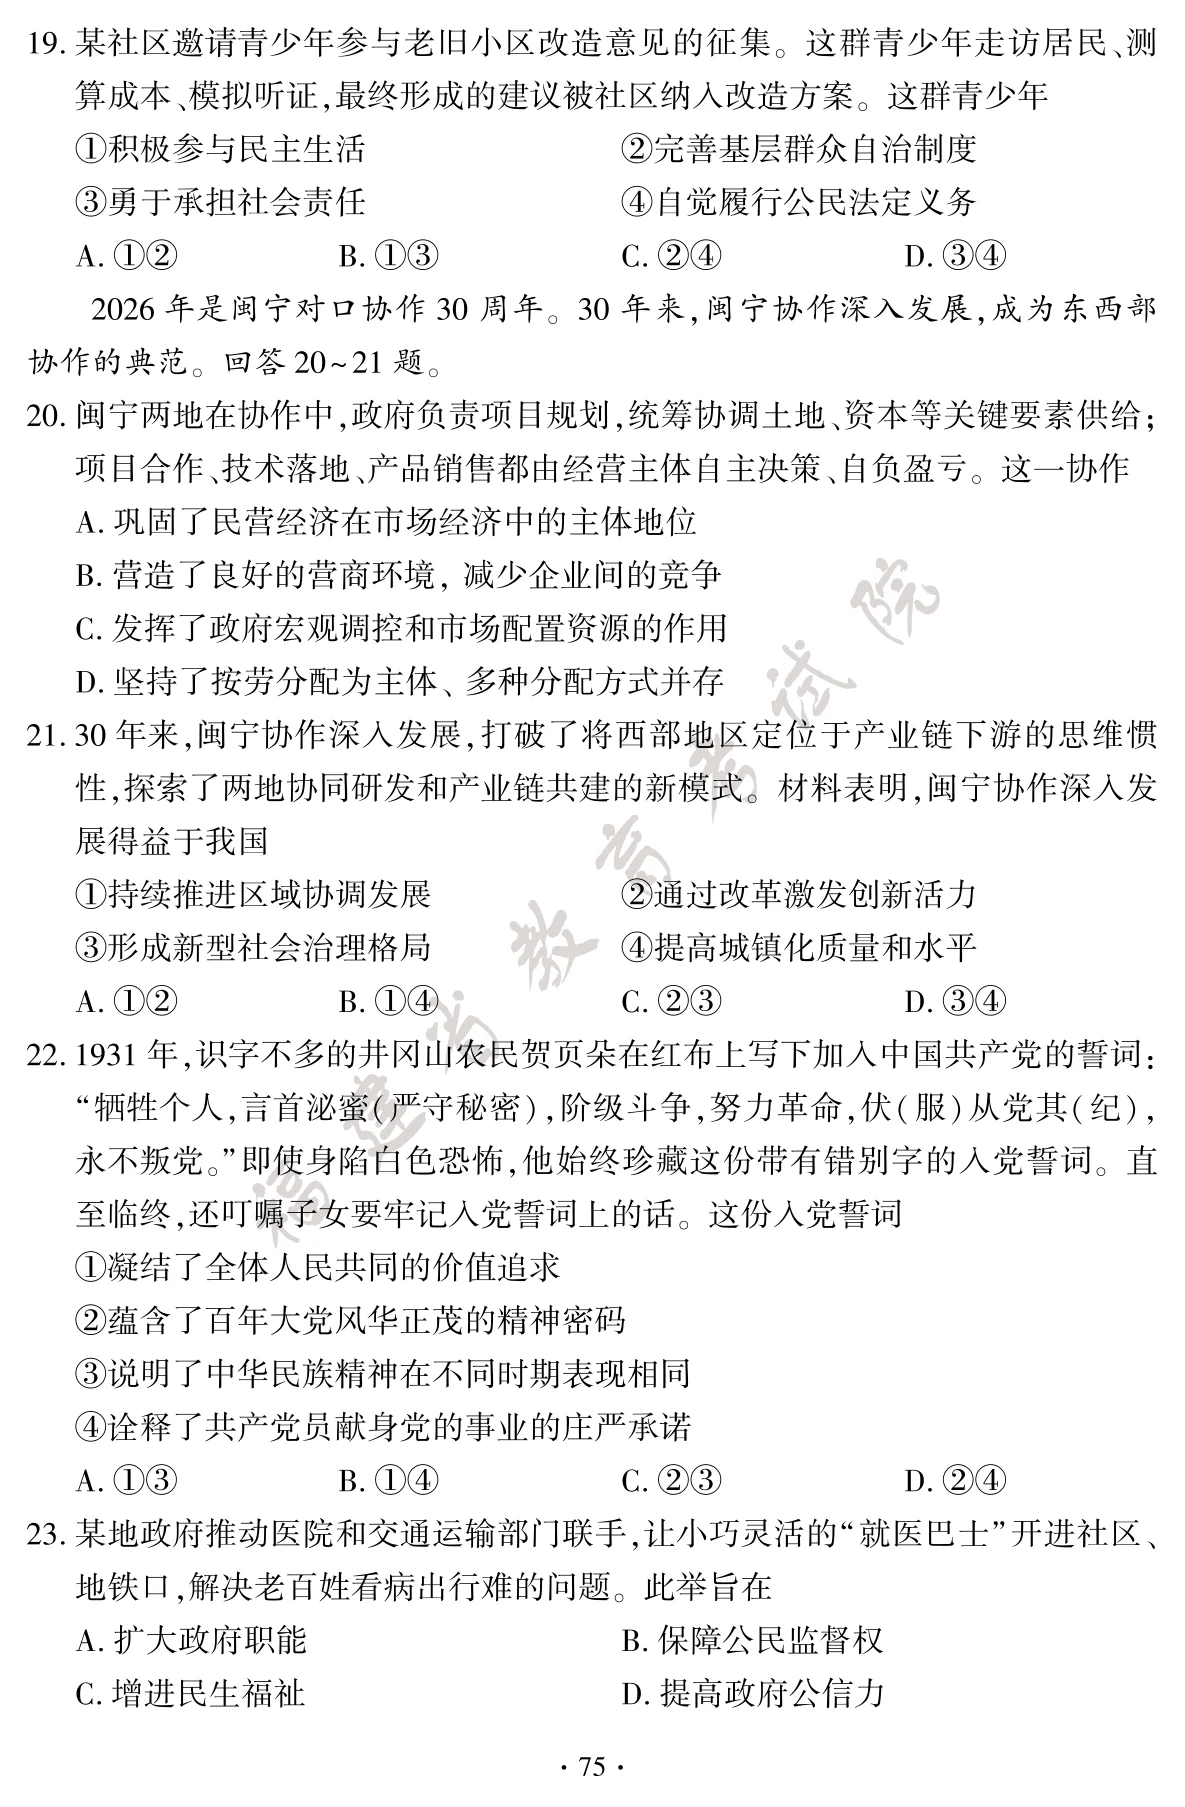 19. 某社区邀请青少年参与老旧小区改造意见的征集。这群青少年走访居民、测
算成本、模拟听证,最终形成的建议被社区纳入改造方案。这群青少年
①积极参与民主生活 ②完善基层群众自治制度
③勇于承担社会责任 ④自觉履行公民法定义务
A. ①② B. ①③ C. ②④ D. ③④
2026 年是闽宁对口协作 30 周年。30 年来,闽宁协作深入发展,成为东西部
协作的典范。回答 20~21 题。
20. 闽宁两地在协作中,政府负责项目规划,统筹协调土地、资本等关键要素供给;
项目合作、技术落地、产品销售都由经营主体自主决策、自负盈亏。这一协作
A. 巩固了民营经济在市场经济中的主体地位
B. 营造了良好的营商环境, 减少企业间的竞争
C. 发挥了政府宏观调控和市场配置资源的作用
D. 坚持了按劳分配为主体、多种分配方式并存
21. 30 年来,闽宁协作深入发展,打破了将西部地区定位于产业链下游的思维惯
性,探索了两地协同研发和产业链共建的新模式。材料表明,闽宁协作深入发
展得益于我国
①持续推进区域协调发展 ②通过改革激发创新活力
③形成新型社会治理格局 ④提高城镇化质量和水平
A. ①② B. ①④ C. ②③ D. ③④
22. 1931 年,识字不多的井冈山农民贺页朵在红布上写下加入中国共产党的誓词:
“牺牲个人,言首泌蜜(严守秘密),阶级斗争,努力革命,伏(服)从党其(纪),
永不叛党。”即使身陷白色恐怖,他始终珍藏这份带有错别字的入党誓词。直
至临终,还叮嘱子女要牢记入党誓词上的话。这份入党誓词
①凝结了全体人民共同的价值追求
②蕴含了百年大党风华正茂的精神密码
③说明了中华民族精神在不同时期表现相同
④诠释了共产党员献身党的事业的庄严承诺
A. ①③ B. ①④ C. ②③ D. ②④
23. 某地政府推动医院和交通运输部门联手,让小巧灵活的“就医巴士”开进社区、
地铁口,解决老百姓看病出行难的问题。此举旨在
A. 扩大政府职能 B. 保障公民监督权
C. 增进民生福祉 D. 提高政府公信力
· 75 ·
福建省教育考试院